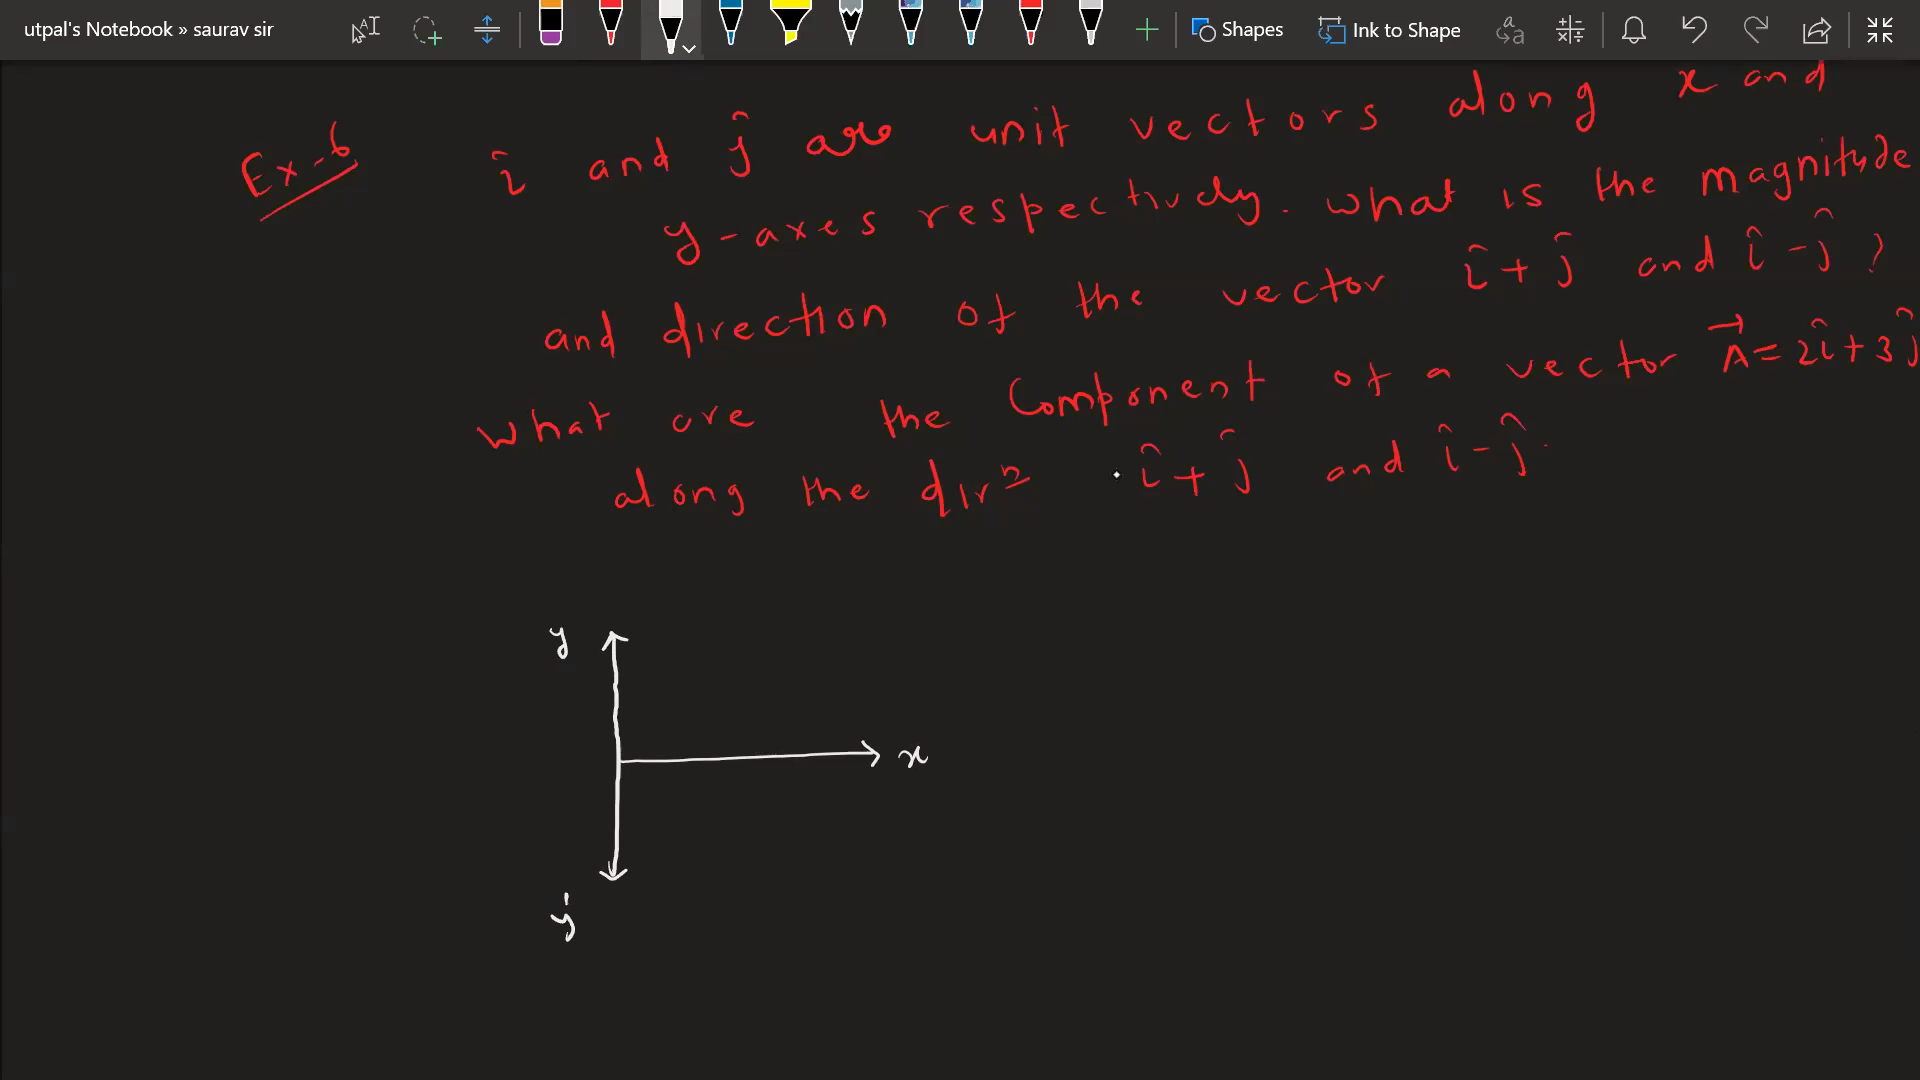 utpal's Notebook » saurav sir
Shapes
Ink to Shape
Ex-6
î and ĵ are unit vectors along x and
y-axes respectively. What is the magnitude
and direction of the vector î + ĵ and î - ĵ ?
What are the Component of a vector A⃗ = 2î + 3ĵ
along the dirⁿ î + ĵ and î - ĵ.
y
x
y'